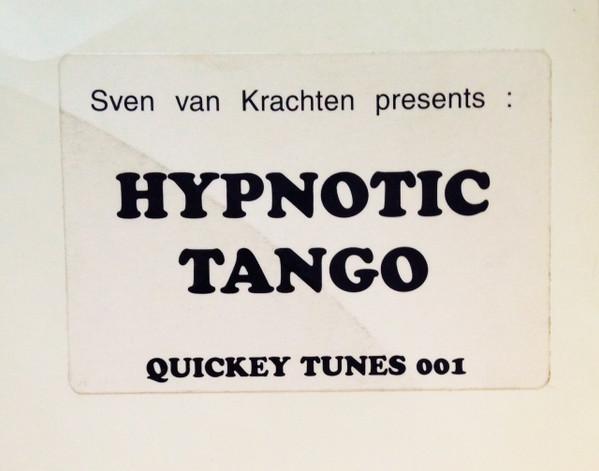 Sven van Krachten presents :
HYPNOTIC
TANGO
QUICKEY TUNES 001